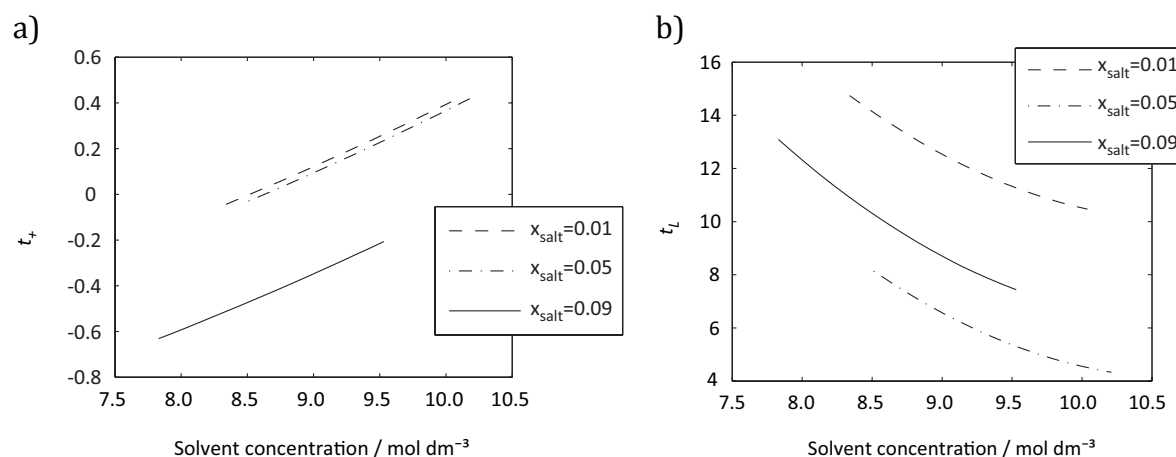 a)
0.6
0.4
0.2
0
-0.2
-0.4
-0.6
-0.8
t₊
7.5 8.0 8.5 9.0 9.5 10.0 10.5
Solvent concentration / mol dm⁻³
x_salt=0.01
x_salt=0.05
x_salt=0.09
b)
16
14
12
10
8
6
4
t_L
7.5 8.0 8.5 9.0 9.5 10.0 10.5
Solvent concentration / mol dm⁻³
x_salt=0.01
x_salt=0.05
x_salt=0.09